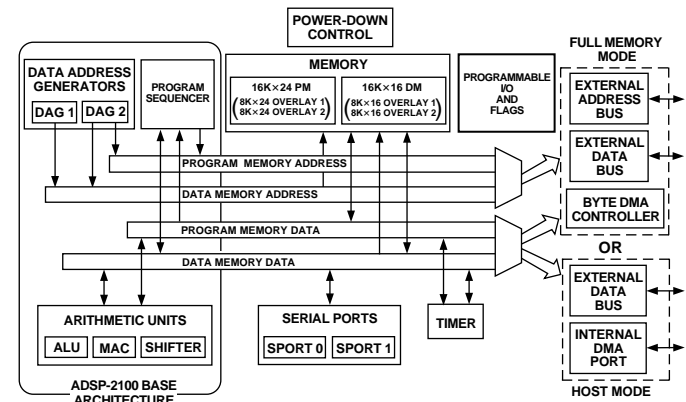 POWER-DOWN
CONTROL
FULL MEMORY
MODE
DATA ADDRESS
GENERATORS
DAG 1
DAG 2
PROGRAM
SEQUENCER
MEMORY
16K×24 PM
(8K×24 OVERLAY 1)
(8K×24 OVERLAY 2)
16K×16 DM
(8K×16 OVERLAY 1)
(8K×16 OVERLAY 2)
PROGRAMMABLE
I/O
AND
FLAGS
EXTERNAL
ADDRESS
BUS
EXTERNAL
DATA
BUS
BYTE DMA
CONTROLLER
PROGRAM MEMORY ADDRESS
DATA MEMORY ADDRESS
PROGRAM MEMORY DATA
DATA MEMORY DATA
OR
ARITHMETIC UNITS
ALU
MAC
SHIFTER
SERIAL PORTS
SPORT 0
SPORT 1
TIMER
EXTERNAL
DATA
BUS
INTERNAL
DMA
PORT
HOST MODE
ADSP-2100 BASE
ARCHITECTURE